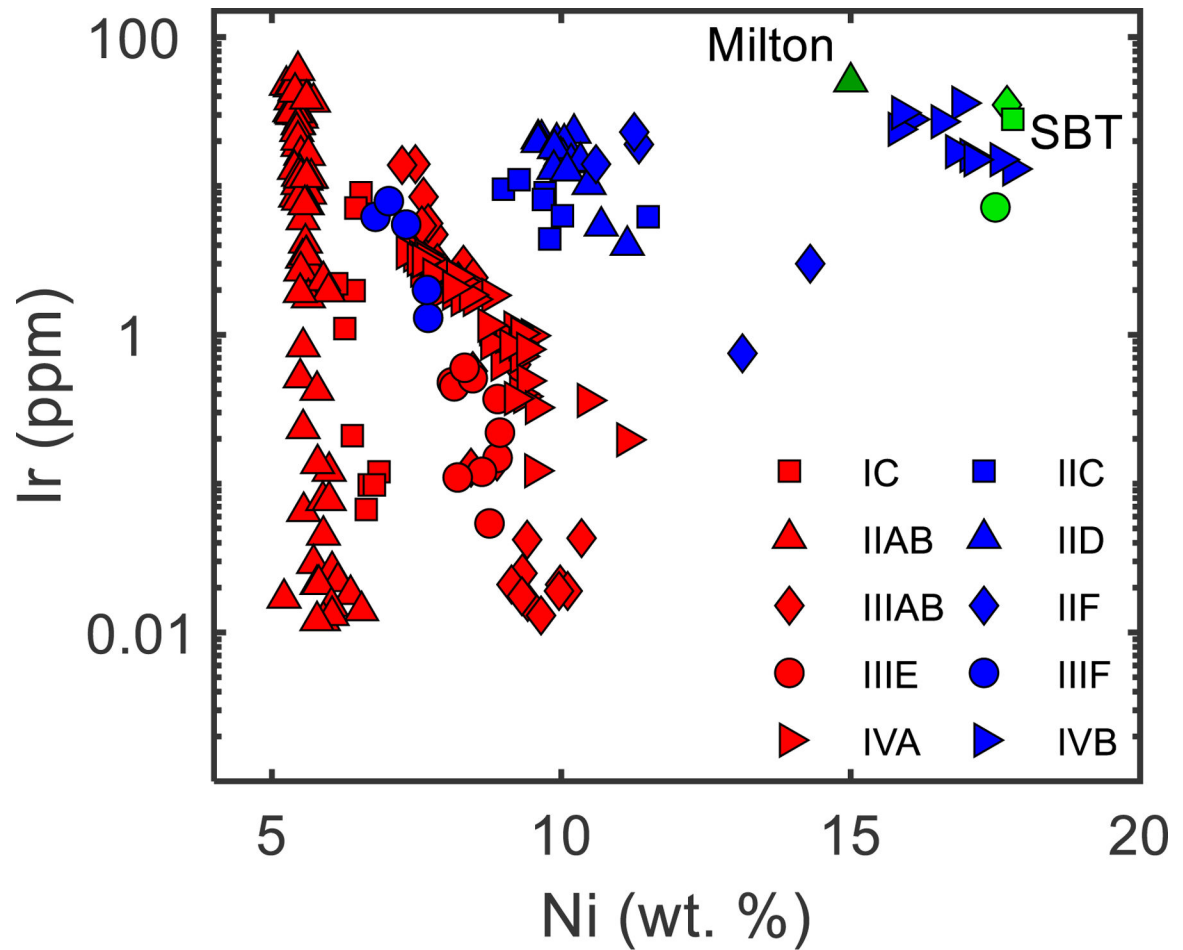 100
Milton
SBT
1
Ir (ppm)
IC
IIC
IIAB
IID
IIIAB
IIF
IIIE
IIIF
IVA
IVB
0.01
5
10
15
20
Ni (wt. %)